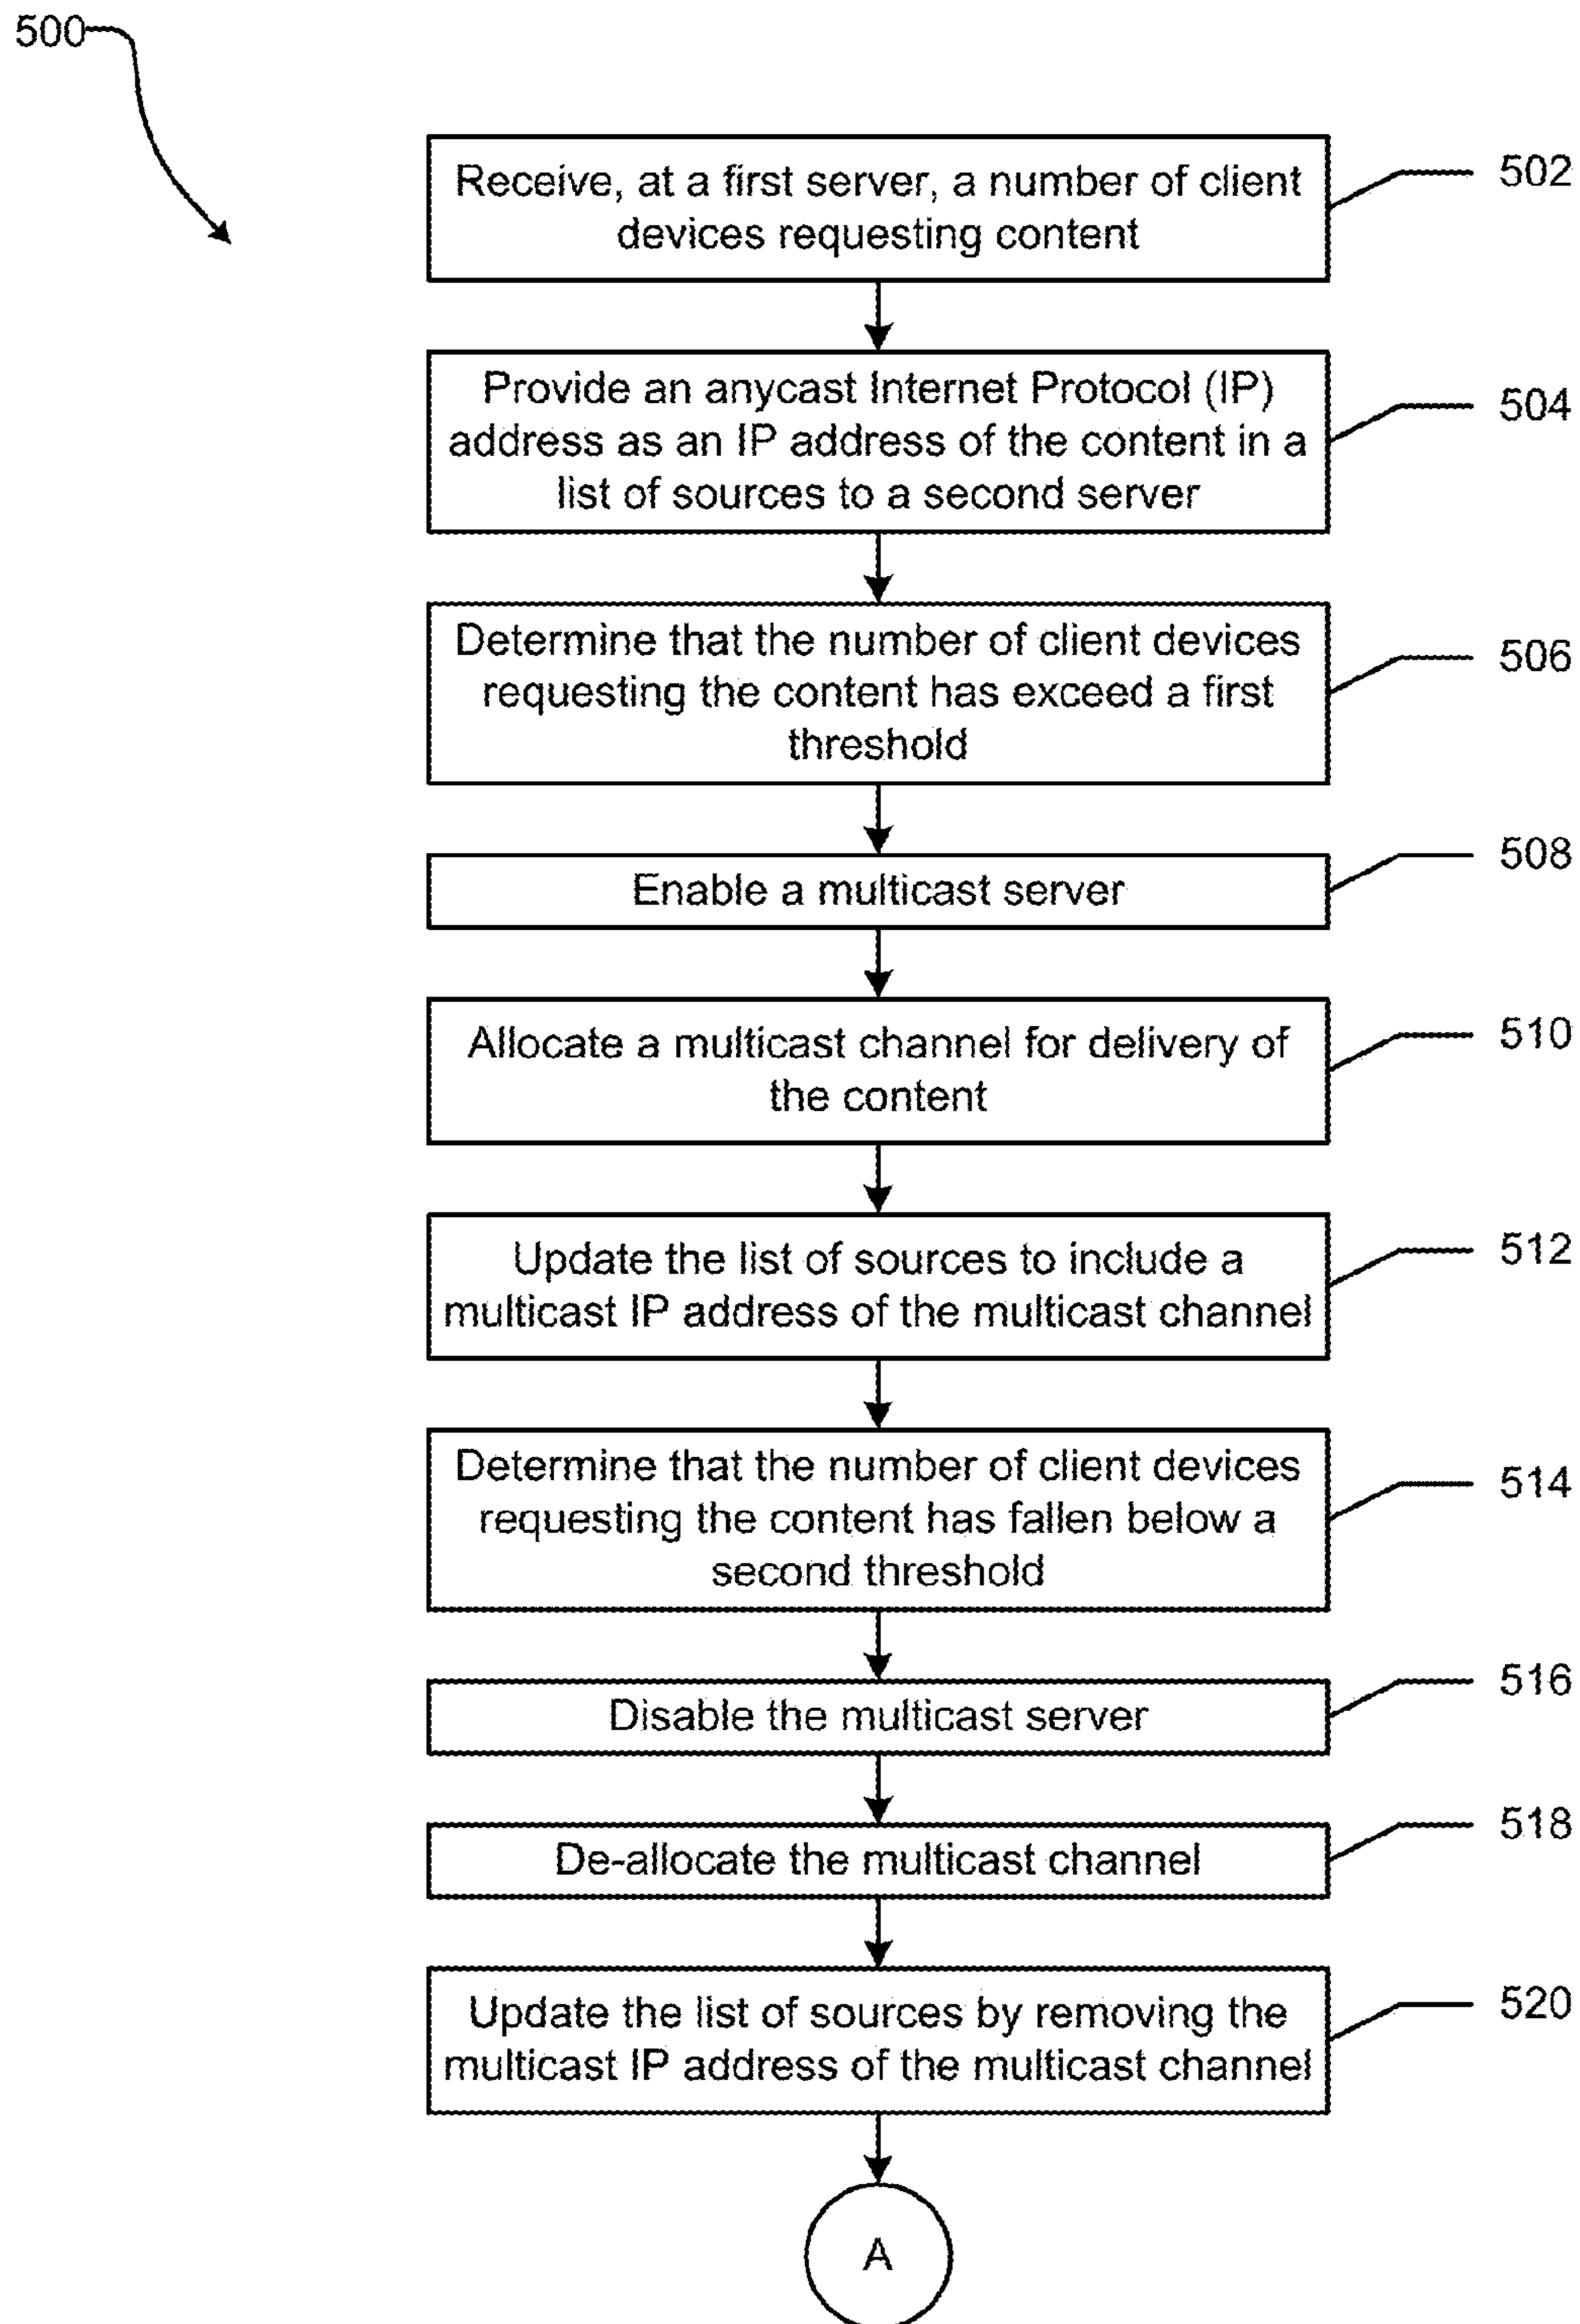 500
Receive, at a first server, a number of client
devices requesting content
502
Provide an anycast Internet Protocol (IP)
address as an IP address of the content in a
list of sources to a second server
504
Determine that the number of client devices
requesting the content has exceed a first
threshold
506
Enable a multicast server
508
Allocate a multicast channel for delivery of
the content
510
Update the list of sources to include a
multicast IP address of the multicast channel
512
Determine that the number of client devices
requesting the content has fallen below a
second threshold
514
Disable the multicast server
516
De-allocate the multicast channel
518
Update the list of sources by removing the
multicast IP address of the multicast channel
520
A